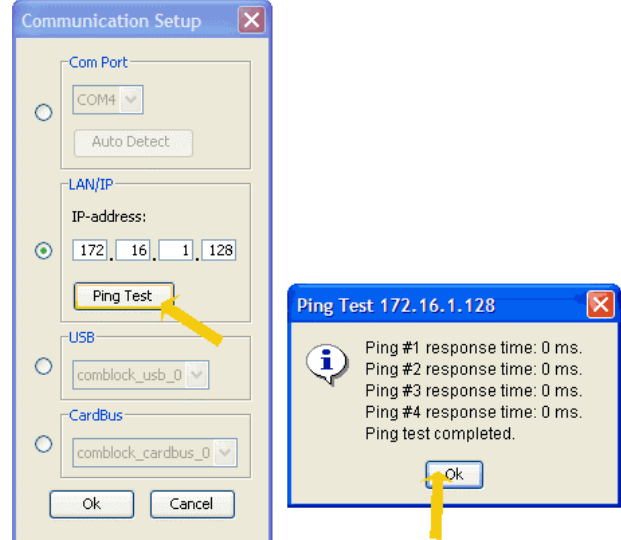 Communication Setup
Com Port
COM4
Auto Detect
LAN/IP
IP-address:
172 . 16 . 1 . 128
Ping Test
USB
comblock_usb_0
CardBus
comblock_cardbus_0
Ok Cancel
Ping Test 172.16.1.128
Ping #1 response time: 0 ms.
Ping #2 response time: 0 ms.
Ping #3 response time: 0 ms.
Ping #4 response time: 0 ms.
Ping test completed.
Ok